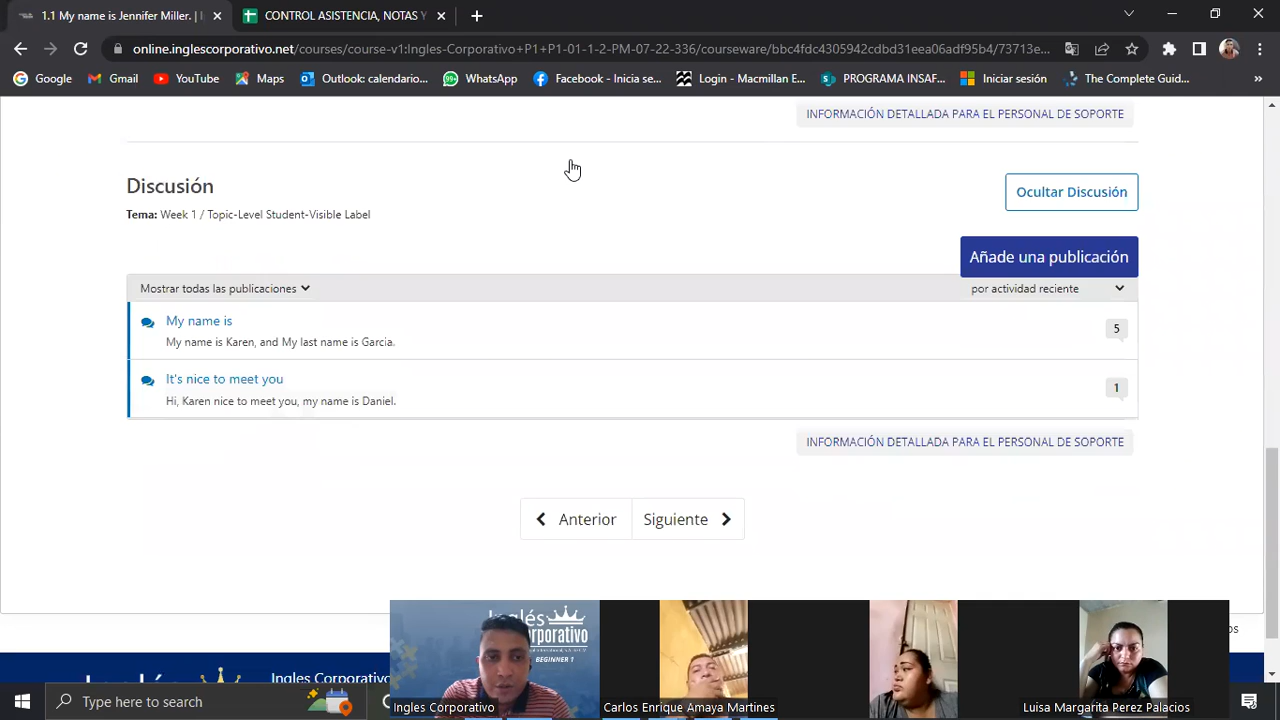 1.1 My name is Jennifer Miller. |
CONTROL ASISTENCIA, NOTAS Y
online.inglescorporativo.net/courses/course-v1:Ingles-Corporativo+P1+P1-01-1-2-PM-07-22-336/courseware/bbc4fdc4305942cdbd31eea06adf95b4/73713e...
Google
Gmail
YouTube
Maps
Outlook: calendario...
WhatsApp
Facebook - Inicia se...
Login - Macmillan E...
PROGRAMA INSAF...
Iniciar sesión
The Complete Guid...
INFORMACIÓN DETALLADA PARA EL PERSONAL DE SOPORTE
Discusión
Ocultar Discusión
Tema: Week 1 / Topic-Level Student-Visible Label
Añade una publicación
Mostrar todas las publicaciones
por actividad reciente
My name is
My name is Karen, and My last name is Garcia.
5
It's nice to meet you
Hi, Karen nice to meet you, my name is Daniel.
1
INFORMACIÓN DETALLADA PARA EL PERSONAL DE SOPORTE
Anterior
Siguiente
Ingles Corporativo
Inglés
BEGINNER 1
Ingles Corporativo
Carlos Enrique Amaya Martines
Luisa Margarita Perez Palacios
Type here to search